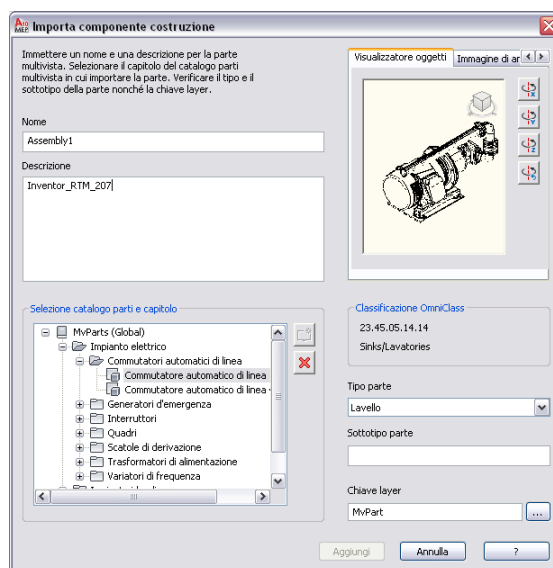 Importa componente costruzione
Immettere un nome e una descrizione per la parte
multivista. Selezionare il capitolo del catalogo parti
multivista in cui importare la parte. Verificare il tipo e il
sottotipo della parte nonché la chiave layer.
Nome
Assembly1
Descrizione
Inventor_RTM_207
Visualizzatore oggetti
Immagine di ar
Selezione catalogo parti e capitolo
MvParts (Global)
Impianto elettrico
Commutatori automatici di linea
Commutatore automatico di linea
Commutatore automatico di linea -
Generatori d'emergenza
Interruttori
Quadri
Scatole di derivazione
Trasformatori di alimentazione
Variatori di frequenza
Classificazione OmniClass
23.45.05.14.14
Sinks/Lavatories
Tipo parte
Lavello
Sottotipo parte
Chiave layer
MvPart
...
Aggiungi
Annulla
?